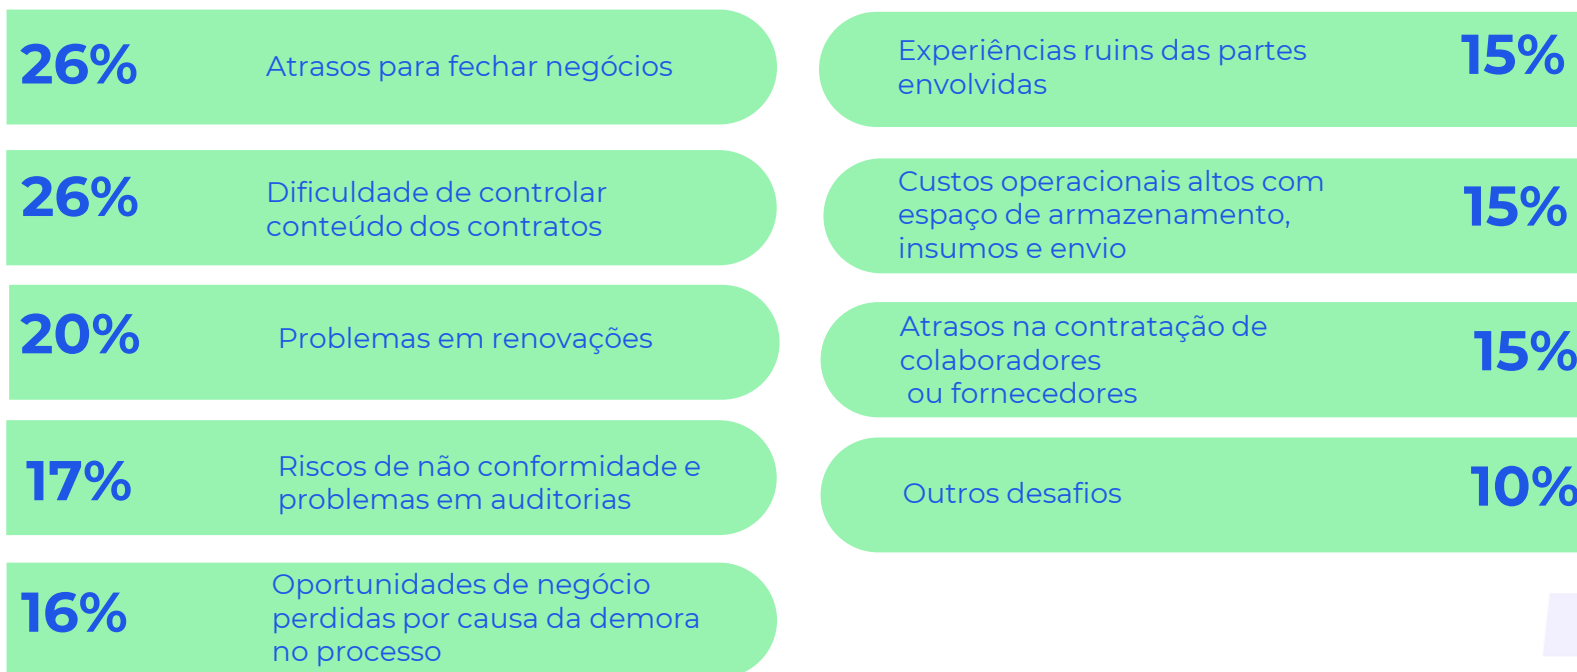 26%
Atrasos para fechar negócios
26%
Dificuldade de controlar
conteúdo dos contratos
20%
Problemas em renovações
17%
Riscos de não conformidade e
problemas em auditorias
16%
Oportunidades de negócio
perdidas por causa da demora
no processo
Experiências ruins das partes
envolvidas
15%
Custos operacionais altos com
espaço de armazenamento,
insumos e envio
15%
Atrasos na contratação de
colaboradores
ou fornecedores
15%
Outros desafios
10%